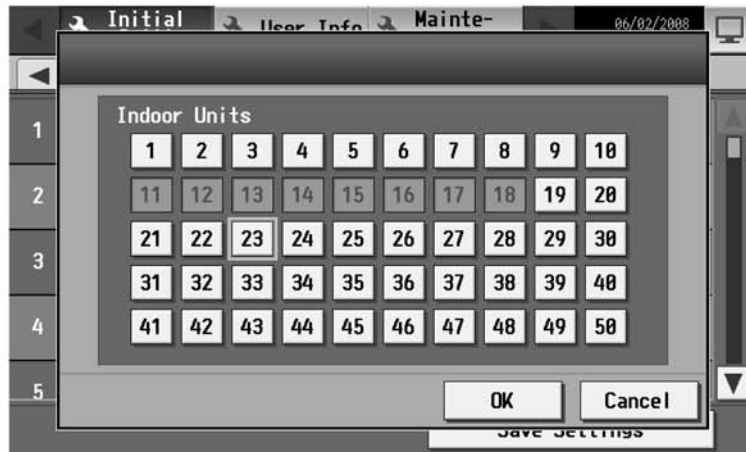 Initial
User Info
Mainte-
06/02/2008
Indoor Units
1 2 3 4 5 6 7 8 9 10
1
11 12 13 14 15 16 17 18 19 20
2
21 22 23 24 25 26 27 28 29 30
3
31 32 33 34 35 36 37 38 39 40
4
41 42 43 44 45 46 47 48 49 50
5
OK Cancel
Save Settings